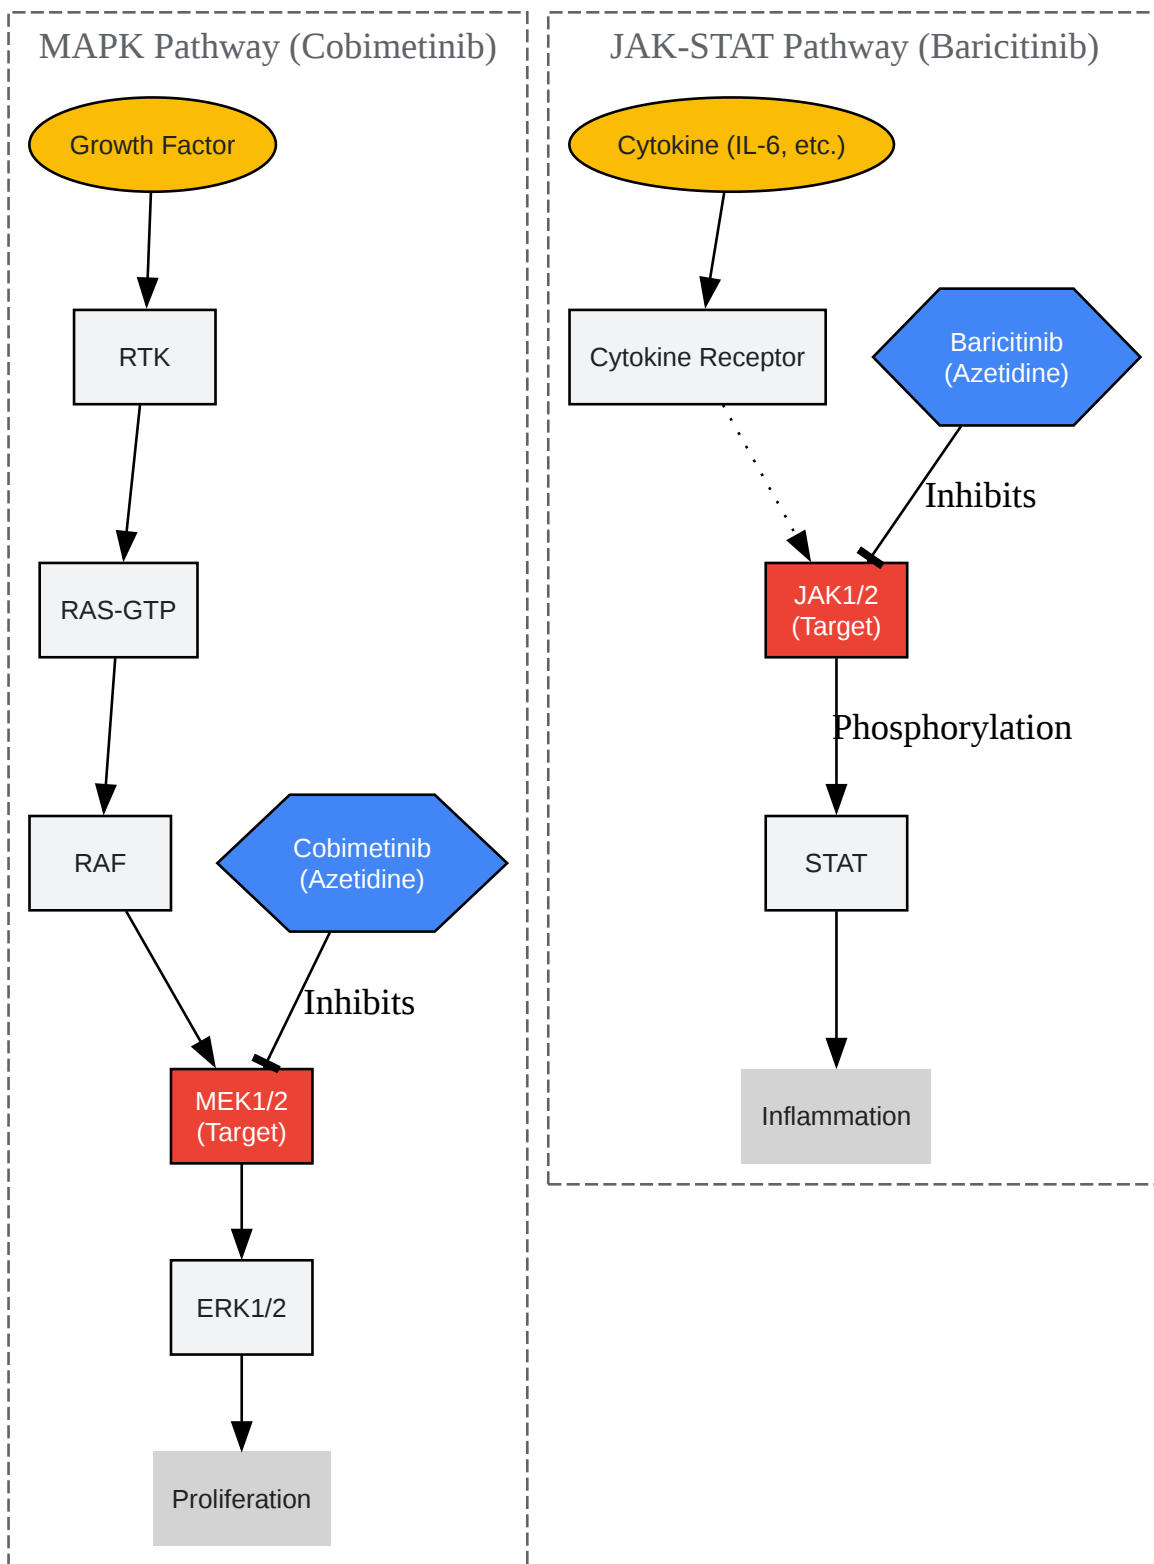 MAPK Pathway (Cobimetinib)
Growth Factor
RTK
RAS-GTP
RAF
Cobimetinib
(Azetidine)
Inhibits
MEK1/2
(Target)
ERK1/2
Proliferation
JAK-STAT Pathway (Baricitinib)
Cytokine (IL-6, etc.)
Cytokine Receptor
Baricitinib
(Azetidine)
Inhibits
JAK1/2
(Target)
Phosphorylation
STAT
Inflammation